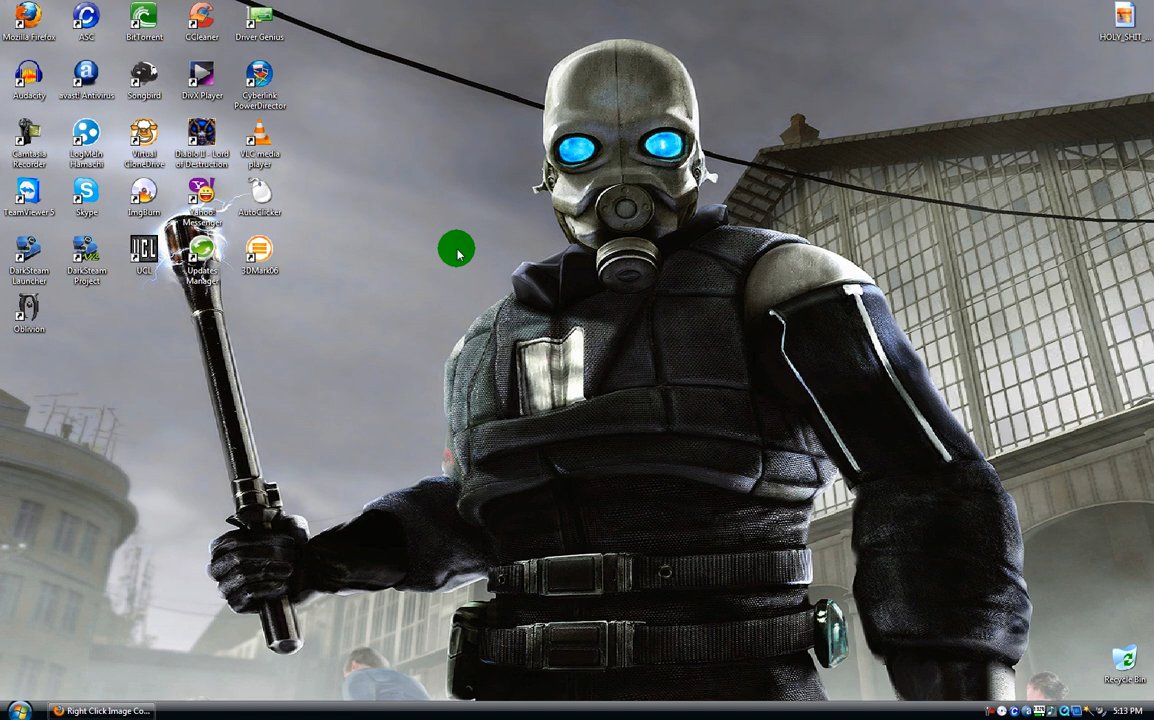 Mozilla Firefox
ASC
BitTorrent
CCleaner
Driver Genius
HOLY_SHIT_...
Audacity
avast! Antivirus
Songbird
DivX Player
Cyberlink
PowerDirector
Camtasia
Recorder
LogMeIn
Hamachi
Virtual
CloneDrive
Diablo II - Lord
of Destruction
VLC media
player
TeamViewer 5
Skype
ImgBurn
Yahoo!
Messenger
AutoClicker
DarkSteam
Launcher
DarkSteam
Project
UCL
UCL
Updates
Manager
3DMark06
Oblivion
Recycle Bin
Right Click Image Co...
5:13 PM